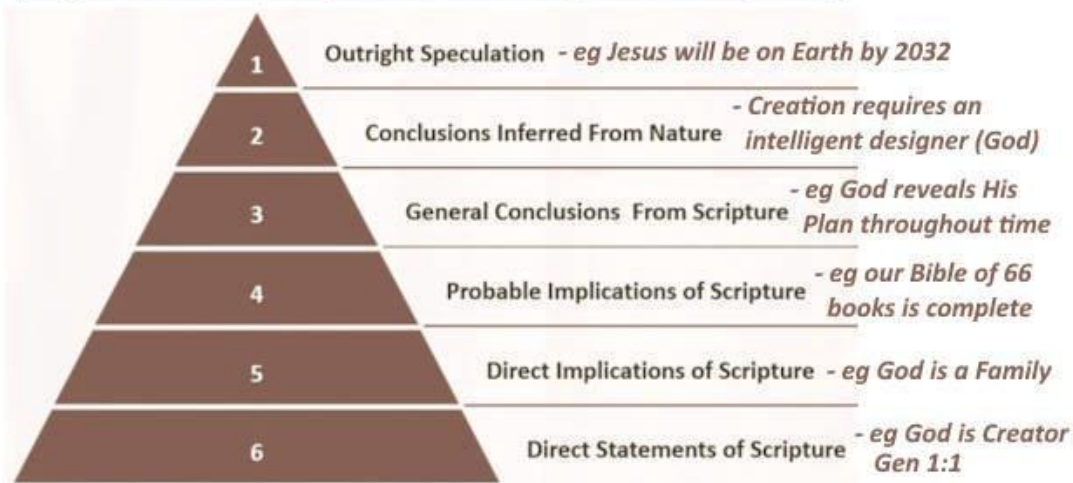 1
Outright Speculation - eg Jesus will be on Earth by 2032
2
Conclusions Inferred From Nature
- Creation requires an
intelligent designer (God)
3
General Conclusions From Scripture
- eg God reveals His
Plan throughout time
4
Probable Implications of Scripture
- eg our Bible of 66
books is complete
5
Direct Implications of Scripture - eg God is a Family
6
Direct Statements of Scripture
- eg God is Creator
Gen 1:1